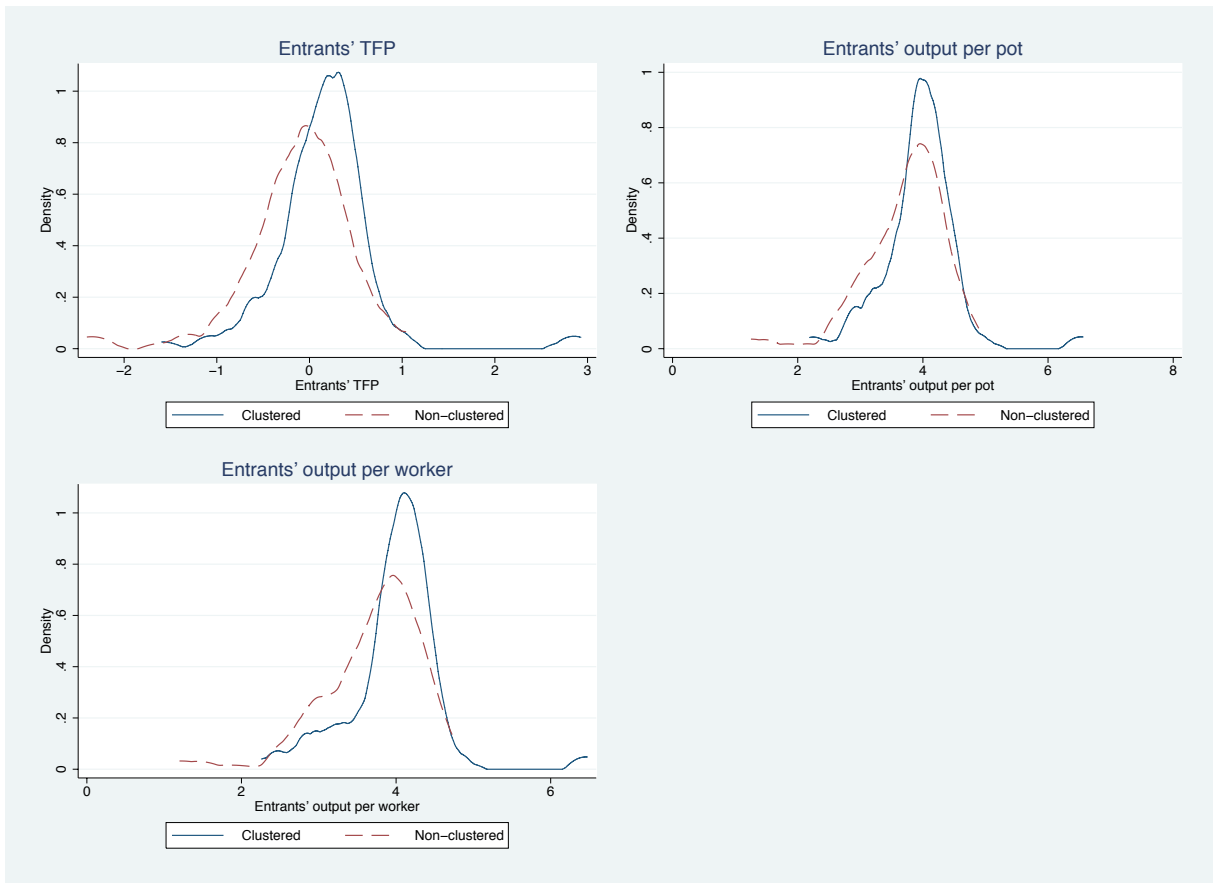 Entrants’ TFP
Density
0 .2 .4 .6 .8 1
−2 −1 0 1 2 3
Entrants’ TFP
Clustered Non−clustered
Entrants’ output per pot
Density
0 .2 .4 .6 .8 1
0 2 4 6 8
Entrants’ output per pot
Clustered Non−clustered
Entrants’ output per worker
Density
0 .2 .4 .6 .8 1
0 2 4 6
Entrants’ output per worker
Clustered Non−clustered